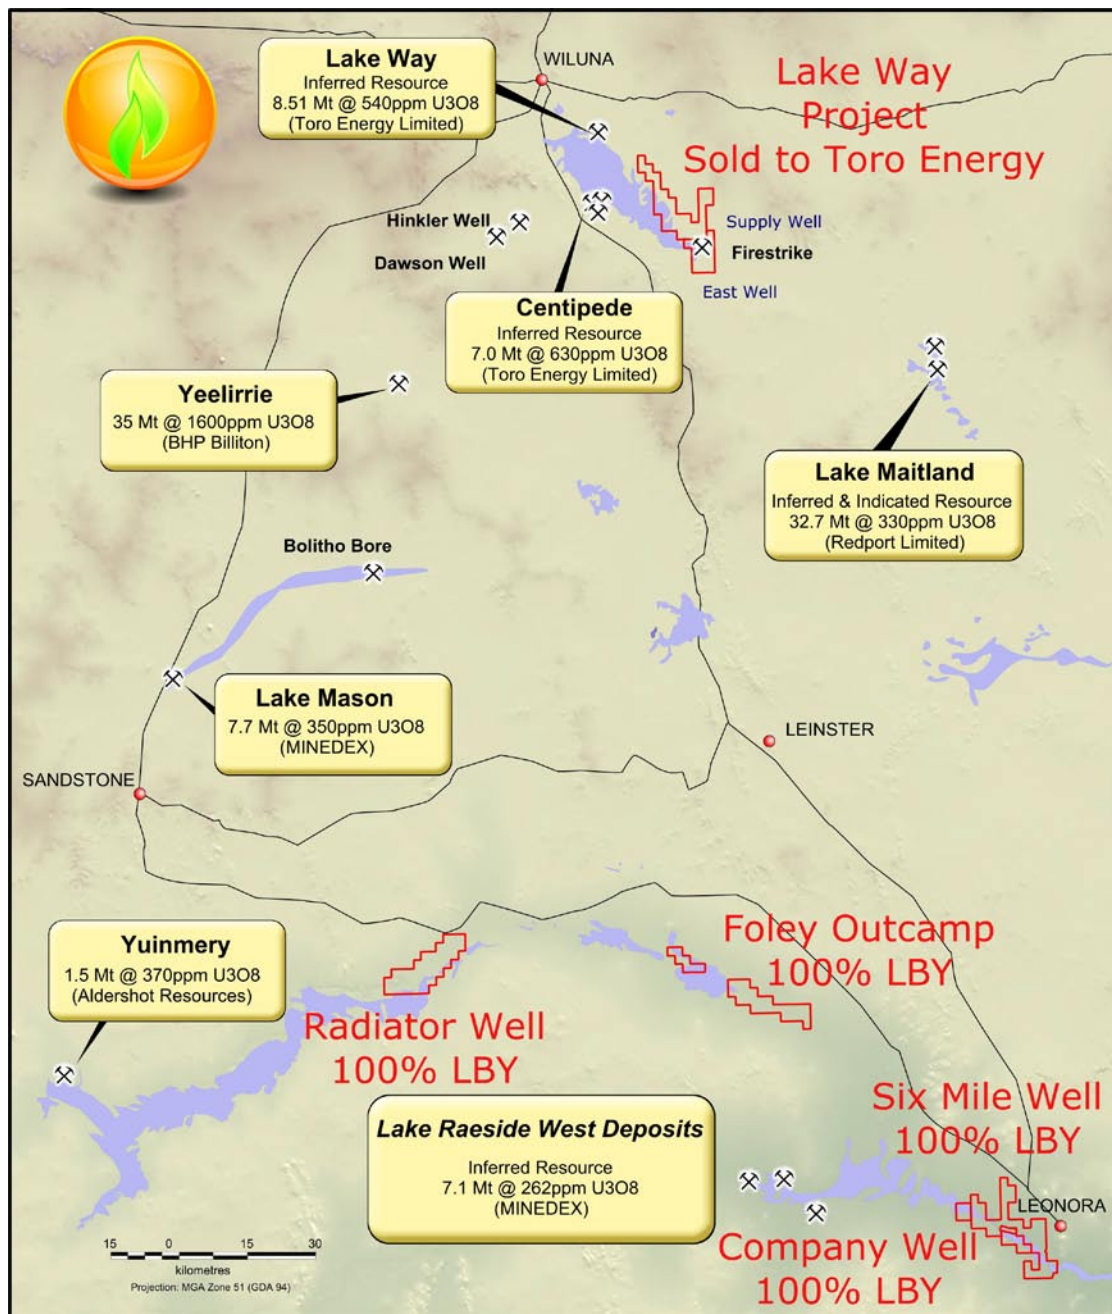 Lake Way
Inferred Resource
8.51 Mt @ 540ppm U3O8
(Toro Energy Limited)
WILUNA
Lake Way
Project
Sold to Toro Energy
Hinkler Well
Dawson Well
Supply Well
Firestrike
East Well
Centipede
Inferred Resource
7.0 Mt @ 630ppm U3O8
(Toro Energy Limited)
Yeelirrie
35 Mt @ 1600ppm U3O8
(BHP Billiton)
Lake Maitland
Inferred & Indicated Resource
32.7 Mt @ 330ppm U3O8
(Redport Limited)
Bolitho Bore
Lake Mason
7.7 Mt @ 350ppm U3O8
(MINEDEX)
LEINSTER
SANDSTONE
Yuinmery
1.5 Mt @ 370ppm U3O8
(Aldershot Resources)
Foley Outcamp
100% LBY
Radiator Well
100% LBY
Six Mile Well
100% LBY
Lake Raeside West Deposits
Inferred Resource
7.1 Mt @ 262ppm U3O8
(MINEDEX)
LEONORA
Company Well
100% LBY
15 0 15 30
kilometres
Projection: MGA Zone 51 (GDA 94)